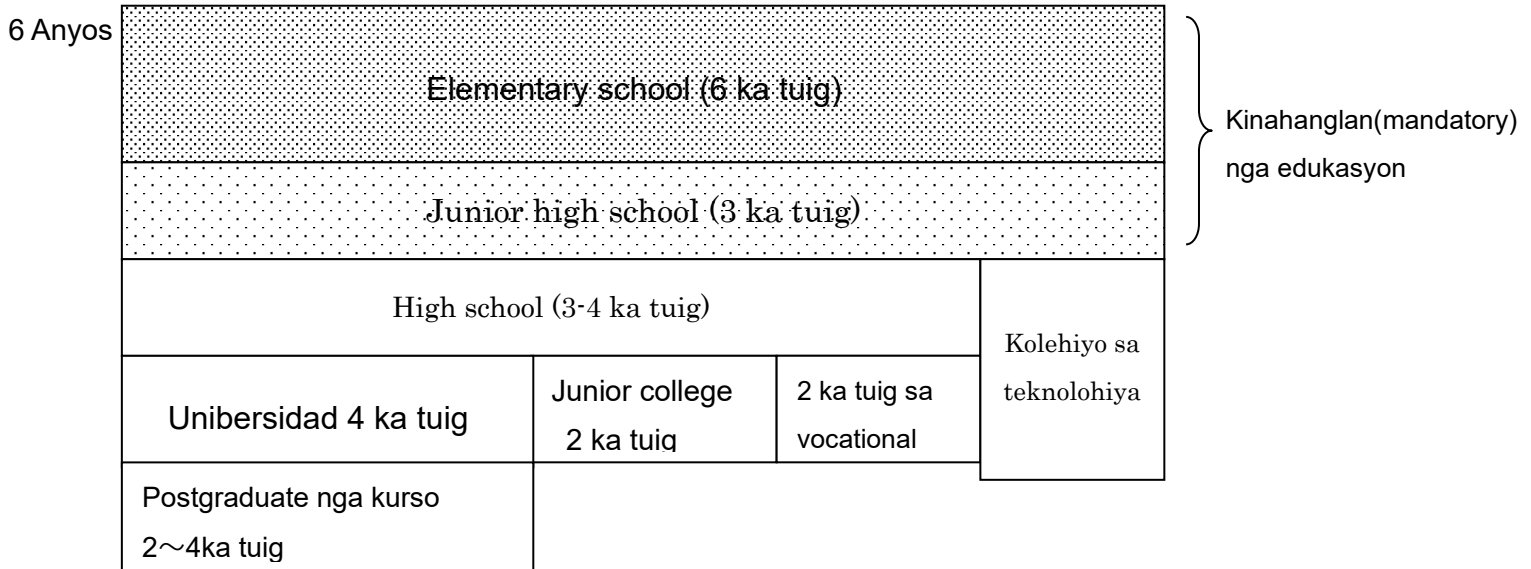 6 Anyos
Elementary school (6 ka tuig)
Kinahanglan(mandatory)
nga edukasyon
Junior high school (3 ka tuig)
High school (3-4 ka tuig)
Kolehiyo sa
teknolohiya
Unibersidad 4 ka tuig
Junior college
2 ka tuig
2 ka tuig sa
vocational
Postgraduate nga kurso
2～4ka tuig